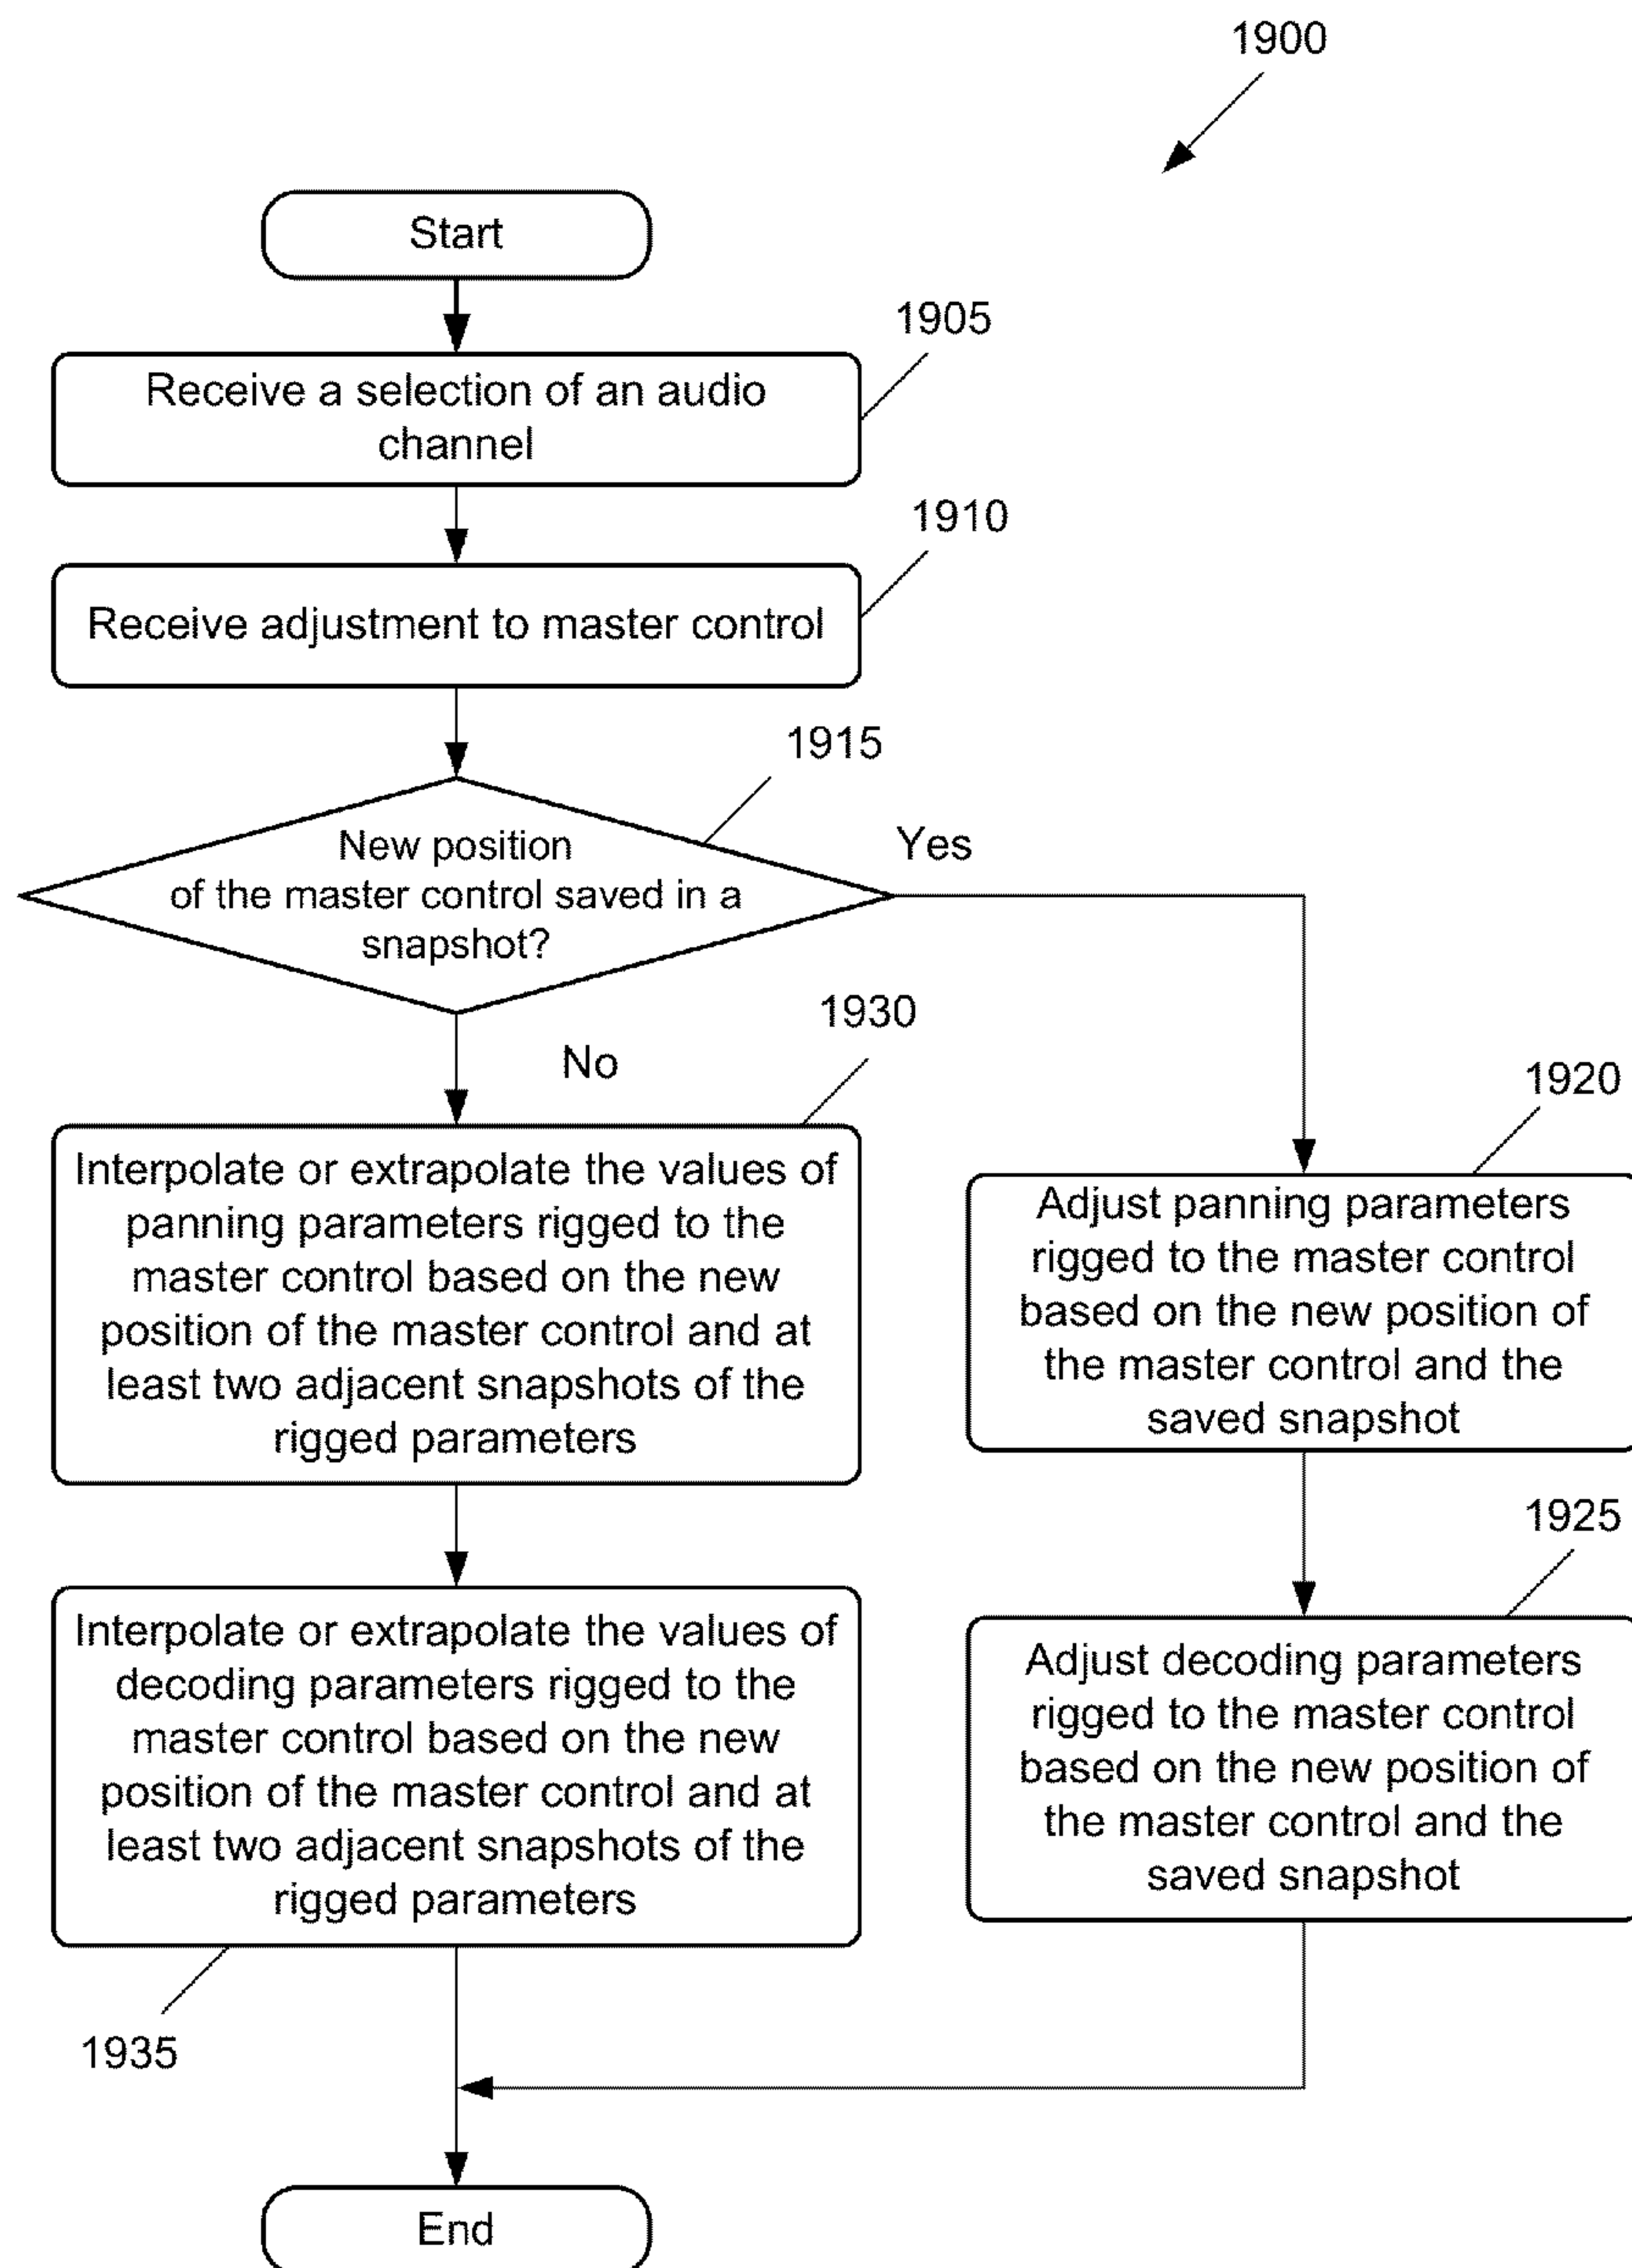 1900
Start
1905
Receive a selection of an audio
channel
1910
Receive adjustment to master control
1915
New position
of the master control saved in a
snapshot?
Yes
No
1930
Interpolate or extrapolate the values of
panning parameters rigged to the
master control based on the new
position of the master control and at
least two adjacent snapshots of the
rigged parameters
1920
Adjust panning parameters
rigged to the master control
based on the new position of
the master control and the
saved snapshot
1925
Adjust decoding parameters
rigged to the master control
based on the new position of
the master control and the
saved snapshot
Interpolate or extrapolate the values of
decoding parameters rigged to the
master control based on the new
position of the master control and at
least two adjacent snapshots of the
rigged parameters
1935
End